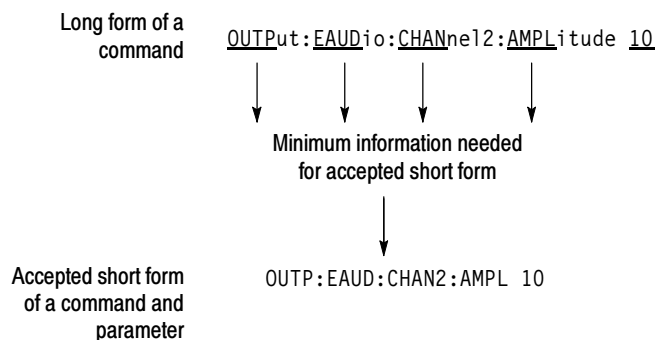 Long form of a
command
OUTPut:EAUDio:CHANnel2:AMPLitude 10
Minimum information needed
for accepted short form
Accepted short form
of a command and
parameter
OUTP:EAUD:CHAN2:AMPL 10